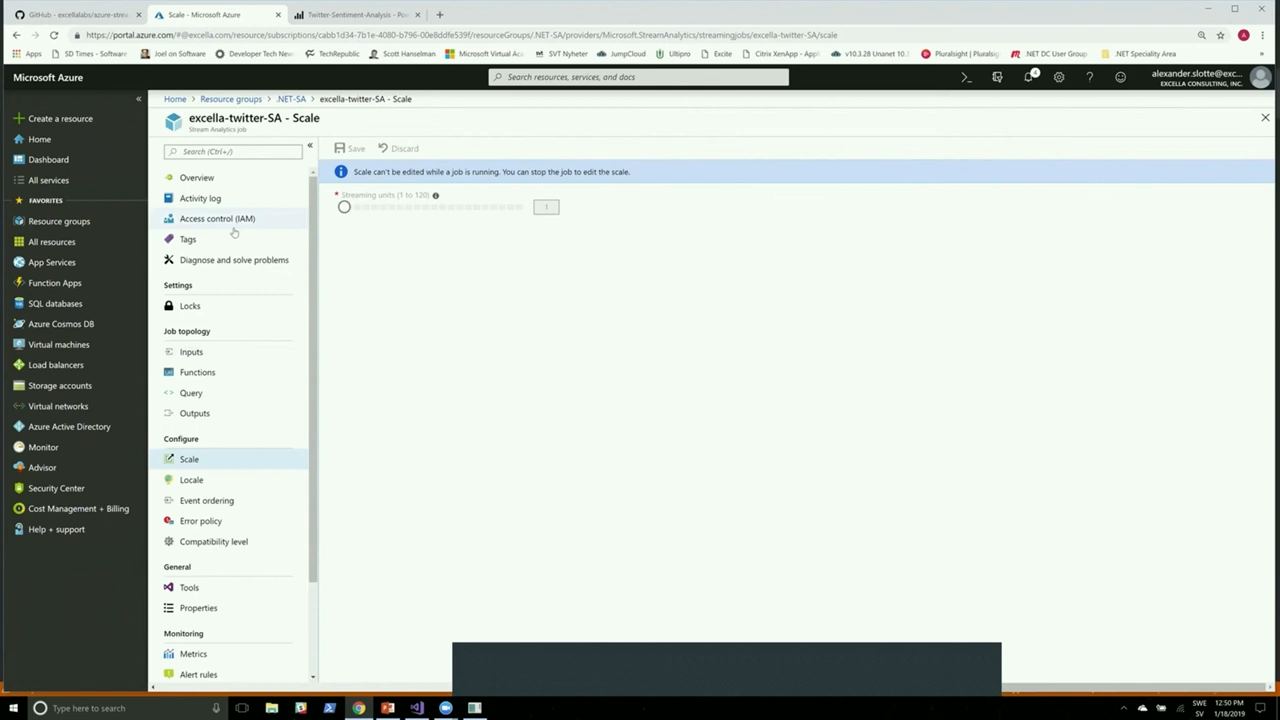 GitHub - excellalabs/azure-strea
Scale - Microsoft Azure
Twitter-Sentiment-Analysis - Po
https://portal.azure.com/#@excella.com/resource/subscriptions/cabb1d34-7b1e-4080-b796-00e8ddfe539f/resourceGroups/.NET-SA/providers/Microsoft.StreamAnalytics/streamingjobs/excella-twitter-SA/scale
Apps
SD Times - Software
Joel on Software
Developer Tech New
TechRepublic
Scott Hanselman
Microsoft Virtual Aca
SVT Nyheter
JumpCloud
Excite
Ultipro
Citrix XenApp - Appl
v10.3.28 Unanet 10.
Pluralsight | Pluralsig
.NET DC User Group
.NET Speciality Area
Microsoft Azure
Search resources, services, and docs
alexander.slotte@exc...
EXCELLA CONSULTING, INC.
Home
Resource groups
.NET-SA
excella-twitter-SA - Scale
excella-twitter-SA - Scale
Stream Analytics job
Create a resource
Home
Dashboard
All services
FAVORITES
Resource groups
All resources
App Services
Function Apps
SQL databases
Azure Cosmos DB
Virtual machines
Load balancers
Storage accounts
Virtual networks
Azure Active Directory
Monitor
Advisor
Security Center
Cost Management + Billing
Help + support
Search (Ctrl+/)
Overview
Activity log
Access control (IAM)
Tags
Diagnose and solve problems
Settings
Locks
Job topology
Inputs
Functions
Query
Outputs
Configure
Scale
Locale
Event ordering
Error policy
Compatibility level
General
Tools
Properties
Monitoring
Metrics
Alert rules
Save
Discard
Scale can't be edited while a job is running. You can stop the job to edit the scale.
* Streaming units (1 to 120)
1
Type here to search
SWE
SV
12:50 PM
1/18/2019